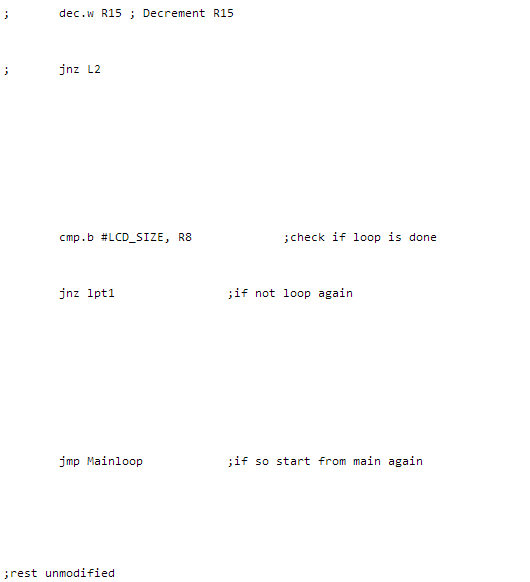 ;       dec.w R15 ; Decrement R15
;       jnz L2
        cmp.b #LCD_SIZE, R8             ;check if loop is done
        jnz lpt1                ;if not loop again
        jmp Mainloop            ;if so start from main again
;rest unmodified